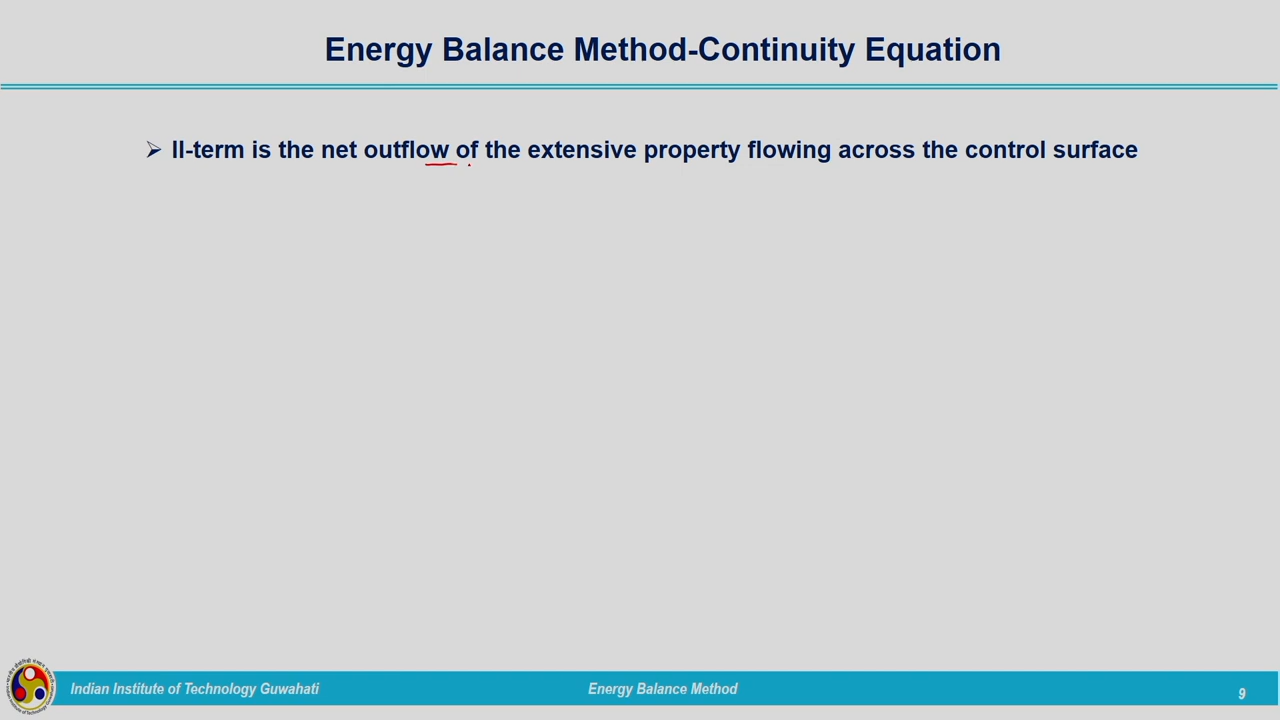 Energy Balance Method-Continuity Equation
➢ II-term is the net outflow of the extensive property flowing across the control surface
Indian Institute of Technology Guwahati
Energy Balance Method
9